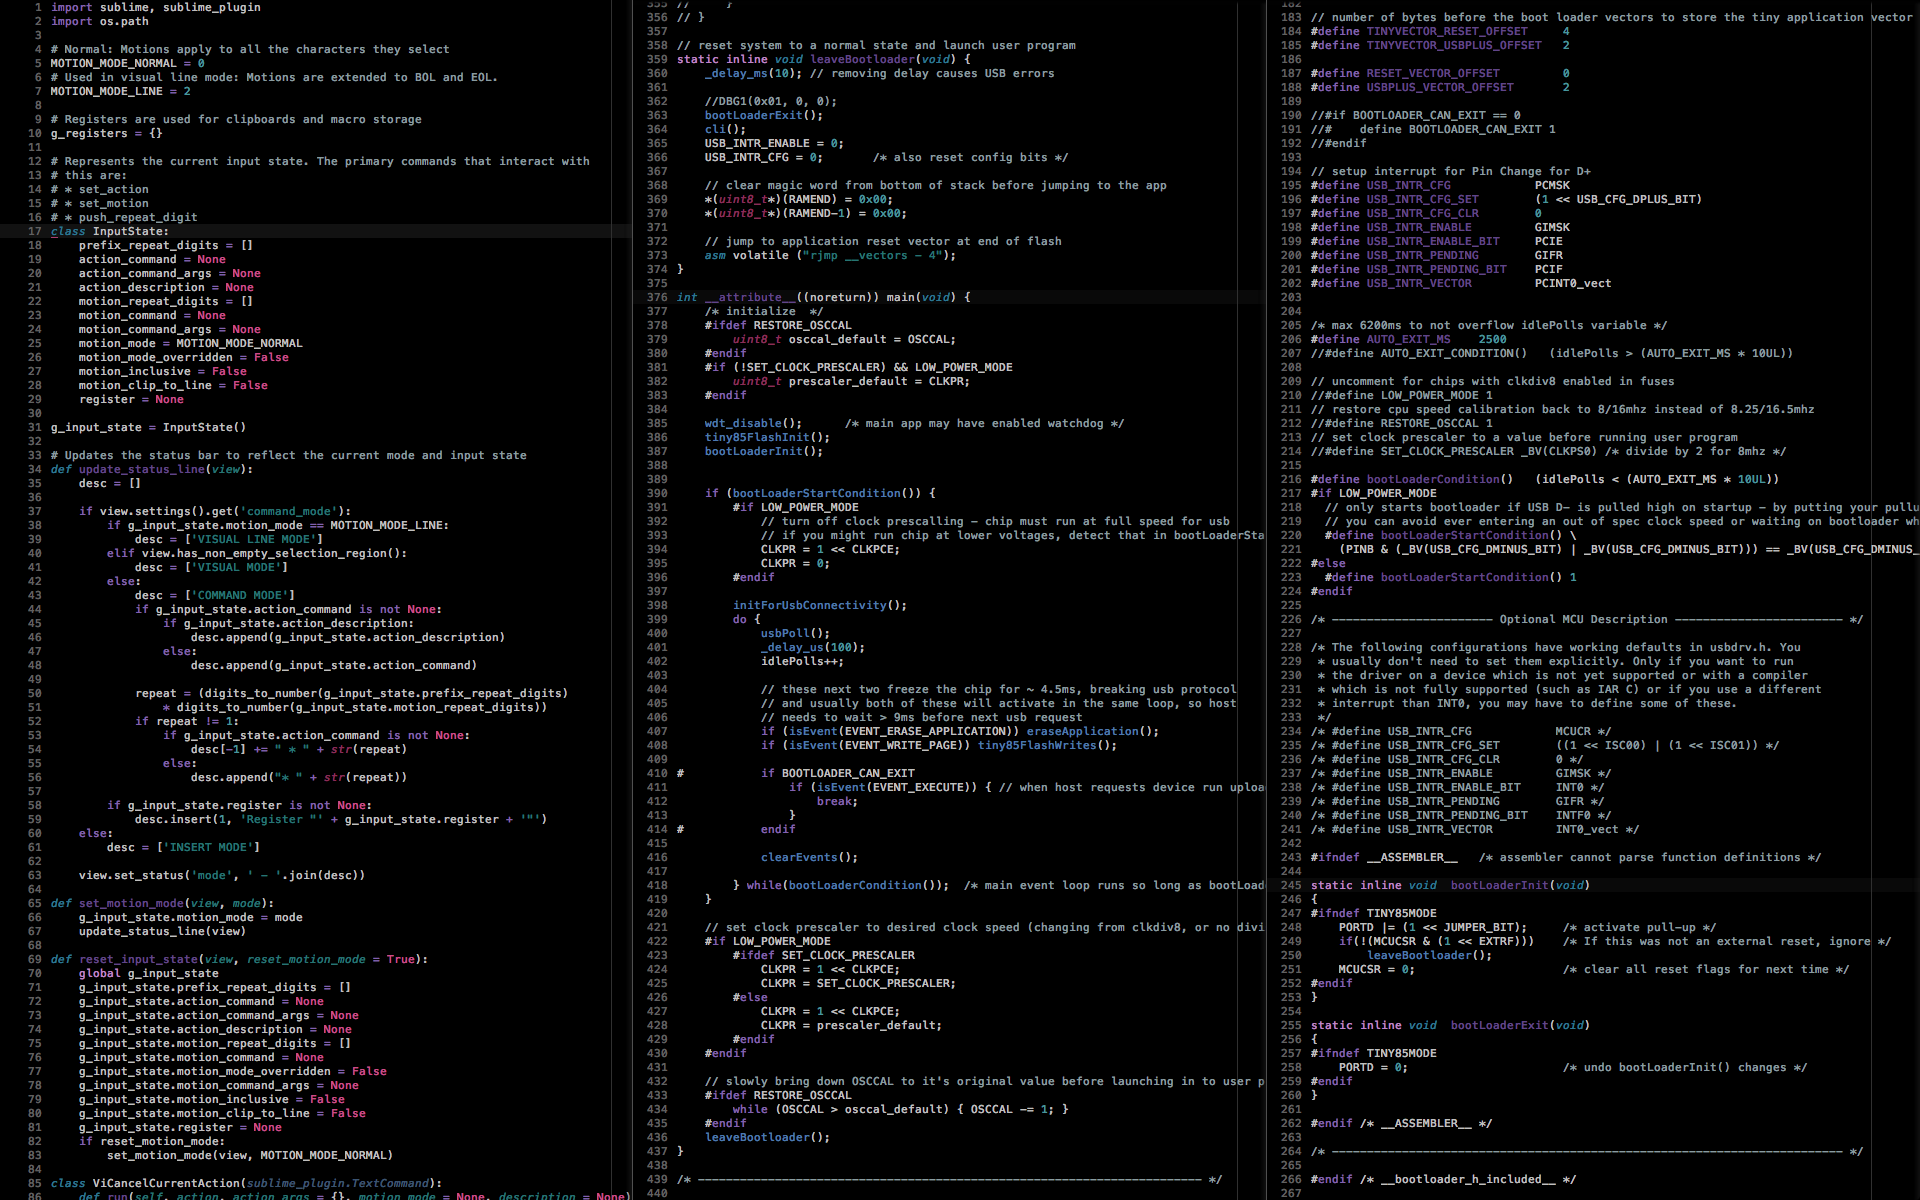 1 import sublime, sublime_plugin
2 import os.path
3
4 # Normal: Motions apply to all the characters they select
5 MOTION_MODE_NORMAL = 0
6 # Used in visual line mode: Motions are extended to BOL and EOL.
7 MOTION_MODE_LINE = 2
8
9 # Registers are used for clipboards and macro storage
10 g_registers = {}
11
12 # Represents the current input state. The primary commands that interact with
13 # this are:
14 # * set_action
15 # * set_motion
16 # * push_repeat_digit
17 class InputState:
18     prefix_repeat_digits = []
19     action_command = None
20     action_command_args = None
21     action_description = None
22     motion_repeat_digits = []
23     motion_command = None
24     motion_command_args = None
25     motion_mode = MOTION_MODE_NORMAL
26     motion_mode_overridden = False
27     motion_inclusive = False
28     motion_clip_to_line = False
29     register = None
30
31 g_input_state = InputState()
32
33 # Updates the status bar to reflect the current mode and input state
34 def update_status_line(view):
35     desc = []
36
37     if view.settings().get('command_mode'):
38         if g_input_state.motion_mode == MOTION_MODE_LINE:
39             desc = ['VISUAL LINE MODE']
40         elif view.has_non_empty_selection_region():
41             desc = ['VISUAL MODE']
42         else:
43             desc = ['COMMAND MODE']
44             if g_input_state.action_command is not None:
45                 if g_input_state.action_description:
46                     desc.append(g_input_state.action_description)
47                 else:
48                     desc.append(g_input_state.action_command)
49
50             repeat = (digits_to_number(g_input_state.prefix_repeat_digits)
51                 * digits_to_number(g_input_state.motion_repeat_digits))
52             if repeat != 1:
53                 if g_input_state.action_command is not None:
54                     desc[-1] += " * " + str(repeat)
55                 else:
56                     desc.append("* " + str(repeat))
57
58         if g_input_state.register is not None:
59             desc.insert(1, 'Register "' + g_input_state.register + '"')
60     else:
61         desc = ['INSERT MODE']
62
63     view.set_status('mode', ' - '.join(desc))
64
65 def set_motion_mode(view, mode):
66     g_input_state.motion_mode = mode
67     update_status_line(view)
68
69 def reset_input_state(view, reset_motion_mode = True):
70     global g_input_state
71     g_input_state.prefix_repeat_digits = []
72     g_input_state.action_command = None
73     g_input_state.action_command_args = None
74     g_input_state.action_description = None
75     g_input_state.motion_repeat_digits = []
76     g_input_state.motion_command = None
77     g_input_state.motion_mode_overridden = False
78     g_input_state.motion_command_args = None
79     g_input_state.motion_inclusive = False
80     g_input_state.motion_clip_to_line = False
81     g_input_state.register = None
82     if reset_motion_mode:
83         set_motion_mode(view, MOTION_MODE_NORMAL)
84
85 class ViCancelCurrentAction(sublime_plugin.TextCommand):
86     def run(self, action, action_args = {}, motion_mode = None, description = None)
355 //     }
356 // }
357
358 // reset system to a normal state and launch user program
359 static inline void leaveBootloader(void) {
360     _delay_ms(10); // removing delay causes USB errors
361
362     //DBG1(0x01, 0, 0);
363     bootLoaderExit();
364     cli();
365     USB_INTR_ENABLE = 0;
366     USB_INTR_CFG = 0;       /* also reset config bits */
367
368     // clear magic word from bottom of stack before jumping to the app
369     *(uint8_t*)(RAMEND) = 0x00;
370     *(uint8_t*)(RAMEND-1) = 0x00;
371
372     // jump to application reset vector at end of flash
373     asm volatile ("rjmp __vectors - 4");
374 }
375
376 int __attribute__((noreturn)) main(void) {
377     /* initialize  */
378     #ifdef RESTORE_OSCCAL
379         uint8_t osccal_default = OSCCAL;
380     #endif
381     #if (!SET_CLOCK_PRESCALER) && LOW_POWER_MODE
382         uint8_t prescaler_default = CLKPR;
383     #endif
384
385     wdt_disable();      /* main app may have enabled watchdog */
386     tiny85FlashInit();
387     bootLoaderInit();
388
389
390     if (bootLoaderStartCondition()) {
391         #if LOW_POWER_MODE
392             // turn off clock prescalling - chip must run at full speed for usb
393             // if you might run chip at lower voltages, detect that in bootLoaderSta
394             CLKPR = 1 << CLKPCE;
395             CLKPR = 0;
396         #endif
397
398         initForUsbConnectivity();
399         do {
400             usbPoll();
401             _delay_us(100);
402             idlePolls++;
403
404             // these next two freeze the chip for ~ 4.5ms, breaking usb protocol
405             // and usually both of these will activate in the same loop, so host
406             // needs to wait > 9ms before next usb request
407             if (isEvent(EVENT_ERASE_APPLICATION)) eraseApplication();
408             if (isEvent(EVENT_WRITE_PAGE)) tiny85FlashWrites();
409
410 #           if BOOTLOADER_CAN_EXIT
411                 if (isEvent(EVENT_EXECUTE)) { // when host requests device run uploa
412                     break;
413                 }
414 #           endif
415
416             clearEvents();
417
418         } while(bootLoaderCondition());  /* main event loop runs so long as bootLoad
419     }
420
421     // set clock prescaler to desired clock speed (changing from clkdiv8, or no divi
422     #if LOW_POWER_MODE
423         #ifdef SET_CLOCK_PRESCALER
424             CLKPR = 1 << CLKPCE;
425             CLKPR = SET_CLOCK_PRESCALER;
426         #else
427             CLKPR = 1 << CLKPCE;
428             CLKPR = prescaler_default;
429         #endif
430     #endif
431
432     // slowly bring down OSCCAL to it's original value before launching in to user p
433     #ifdef RESTORE_OSCCAL
434         while (OSCCAL > osccal_default) { OSCCAL -= 1; }
435     #endif
436     leaveBootloader();
437 }
438
439 /* ------------------------------------------------------------------------ */
440
182
183 // number of bytes before the boot loader vectors to store the tiny application vector
184 #define TINYVECTOR_RESET_OFFSET     4
185 #define TINYVECTOR_USBPLUS_OFFSET   2
186
187 #define RESET_VECTOR_OFFSET         0
188 #define USBPLUS_VECTOR_OFFSET       2
189
190 //#if BOOTLOADER_CAN_EXIT == 0
191 //#    define BOOTLOADER_CAN_EXIT 1
192 //#endif
193
194 // setup interrupt for Pin Change for D+
195 #define USB_INTR_CFG            PCMSK
196 #define USB_INTR_CFG_SET        (1 << USB_CFG_DPLUS_BIT)
197 #define USB_INTR_CFG_CLR        0
198 #define USB_INTR_ENABLE         GIMSK
199 #define USB_INTR_ENABLE_BIT     PCIE
200 #define USB_INTR_PENDING        GIFR
201 #define USB_INTR_PENDING_BIT    PCIF
202 #define USB_INTR_VECTOR         PCINT0_vect
203
204
205 /* max 6200ms to not overflow idlePolls variable */
206 #define AUTO_EXIT_MS    2500
207 //#define AUTO_EXIT_CONDITION()   (idlePolls > (AUTO_EXIT_MS * 10UL))
208
209 // uncomment for chips with clkdiv8 enabled in fuses
210 //#define LOW_POWER_MODE 1
211 // restore cpu speed calibration back to 8/16mhz instead of 8.25/16.5mhz
212 //#define RESTORE_OSCCAL 1
213 // set clock prescaler to a value before running user program
214 //#define SET_CLOCK_PRESCALER _BV(CLKPS0) /* divide by 2 for 8mhz */
215
216 #define bootLoaderCondition()   (idlePolls < (AUTO_EXIT_MS * 10UL))
217 #if LOW_POWER_MODE
218   // only starts bootloader if USB D- is pulled high on startup - by putting your pullu
219   // you can avoid ever entering an out of spec clock speed or waiting on bootloader wh
220   #define bootLoaderStartCondition() \
221     (PINB & (_BV(USB_CFG_DMINUS_BIT) | _BV(USB_CFG_DMINUS_BIT))) == _BV(USB_CFG_DMINUS_
222 #else
223   #define bootLoaderStartCondition() 1
224 #endif
225
226 /* ----------------------- Optional MCU Description ------------------------ */
227
228 /* The following configurations have working defaults in usbdrv.h. You
229  * usually don't need to set them explicitly. Only if you want to run
230  * the driver on a device which is not yet supported or with a compiler
231  * which is not fully supported (such as IAR C) or if you use a different
232  * interrupt than INT0, you may have to define some of these.
233  */
234 /* #define USB_INTR_CFG            MCUCR */
235 /* #define USB_INTR_CFG_SET        ((1 << ISC00) | (1 << ISC01)) */
236 /* #define USB_INTR_CFG_CLR        0 */
237 /* #define USB_INTR_ENABLE         GIMSK */
238 /* #define USB_INTR_ENABLE_BIT     INT0 */
239 /* #define USB_INTR_PENDING        GIFR */
240 /* #define USB_INTR_PENDING_BIT    INTF0 */
241 /* #define USB_INTR_VECTOR         INT0_vect */
242
243 #ifndef __ASSEMBLER__   /* assembler cannot parse function definitions */
244
245 static inline void  bootLoaderInit(void)
246 {
247 #ifndef TINY85MODE
248     PORTD |= (1 << JUMPER_BIT);     /* activate pull-up */
249     if(!(MCUCSR & (1 << EXTRF)))    /* If this was not an external reset, ignore */
250         leaveBootloader();
251     MCUCSR = 0;                     /* clear all reset flags for next time */
252 #endif
253 }
254
255 static inline void  bootLoaderExit(void)
256 {
257 #ifndef TINY85MODE
258     PORTD = 0;                      /* undo bootLoaderInit() changes */
259 #endif
260 }
261
262 #endif /* __ASSEMBLER__ */
263
264 /* ------------------------------------------------------------------------- */
265
266 #endif /* __bootloader_h_included__ */
267